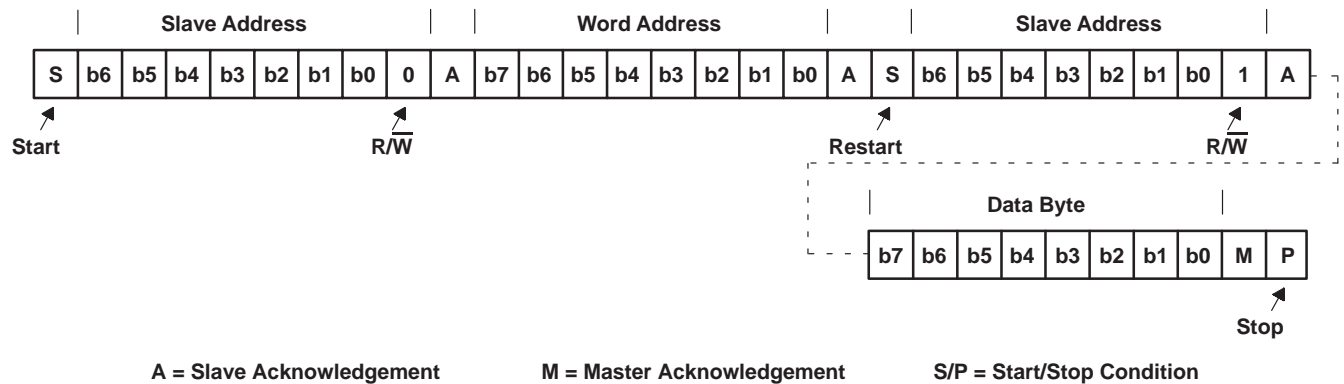 Slave Address Word Address Slave Address
S b6 b5 b4 b3 b2 b1 b0 0 A b7 b6 b5 b4 b3 b2 b1 b0 A S b6 b5 b4 b3 b2 b1 b0 1 A
Start R/W̅ Restart R/W̅
Data Byte
b7 b6 b5 b4 b3 b2 b1 b0 M P
Stop
A = Slave Acknowledgement M = Master Acknowledgement S/P = Start/Stop Condition